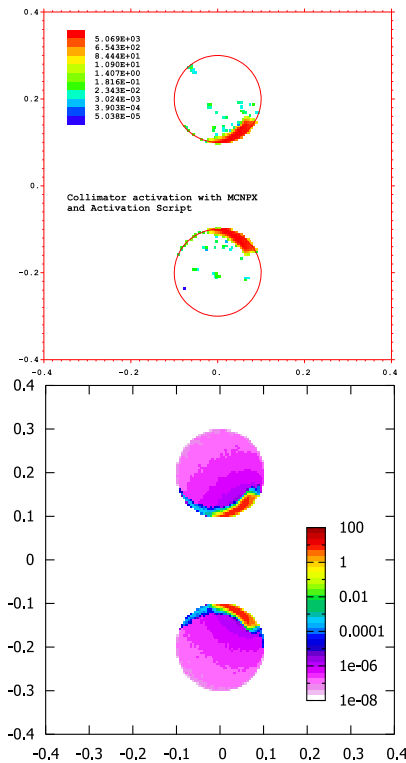 5.069E+03
6.543E+02
8.444E+01
1.090E+01
1.407E+00
1.816E-01
2.343E-02
3.024E-03
3.903E-04
5.038E-05
0.4
0.2
0.0
Collimator activation with MCNPX
and Activation Script
-0.2
-0.4
-0.4 -0.2 0.0 0.2 0.4
0.4
0.3
0.2
0.1
0
-0.1
-0.2
-0.3
-0.4
100
1
0.01
0.0001
1e-06
1e-08
-0.4 -0.3 -0.2 -0.1 0 0.1 0.2 0.3 0.4